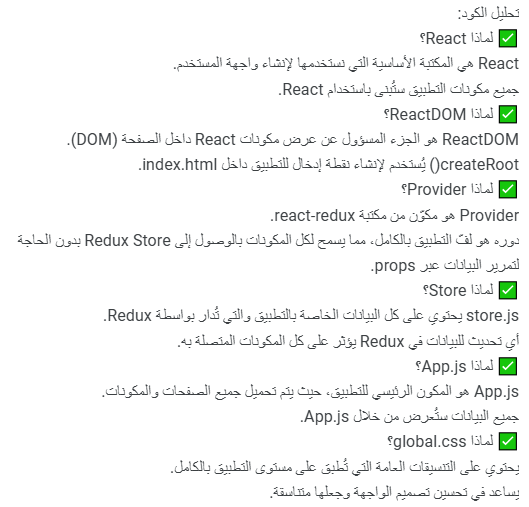 تحليل الكود:
✅ لماذا React؟
React هي المكتبة الأساسية التي نستخدمها لإنشاء واجهة المستخدم.
جميع مكونات التطبيق ستُبنى باستخدام React.
✅ لماذا ReactDOM؟
ReactDOM هو الجزء المسؤول عن عرض مكونات React داخل الصفحة (DOM).
createRoot() يُستخدم لإنشاء نقطة إدخال للتطبيق داخل index.html.
✅ لماذا Provider؟
Provider هو مكوّن من مكتبة react-redux.
دوره هو لفّ التطبيق بالكامل، مما يسمح لكل المكونات بالوصول إلى Redux Store بدون الحاجة
لتمرير البيانات عبر props.
✅ لماذا Store؟
store.js يحتوي على كل البيانات الخاصة بالتطبيق والتي تُدار بواسطة Redux.
أي تحديث للبيانات في Redux يؤثر على كل المكونات المتصلة به.
✅ لماذا App.js؟
App.js هو المكون الرئيسي للتطبيق، حيث يتم تحميل جميع الصفحات والمكونات.
جميع البيانات ستُعرض من خلال App.js.
✅ لماذا global.css؟
يحتوي على التنسيقات العامة التي تُطبق على مستوى التطبيق بالكامل.
يساعد في تحسين تصميم الواجهة وجعلها متناسقة.